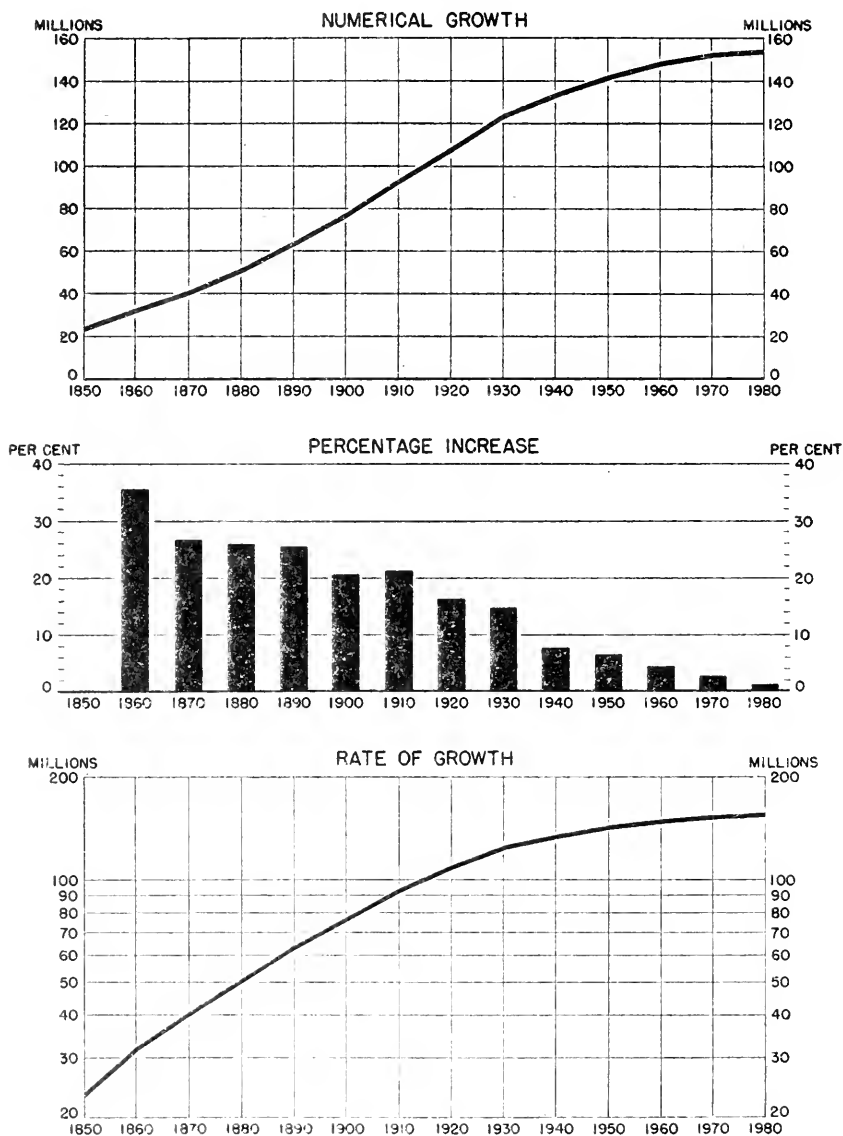 NUMERICAL GROWTH
MILLIONS MILLIONS
160 160
140 140
120 120
100 100
80 80
60 60
40 40
20 20
0 0
1850 1860 1870 1880 1890 1900 1910 1920 1930 1940 1950 1960 1970 1980
PERCENTAGE INCREASE
PER CENT PER CENT
40 40
30 30
20 20
10 10
0 0
1850 1860 1870 1880 1890 1900 1910 1920 1930 1940 1950 1960 1970 1980
RATE OF GROWTH
MILLIONS MILLIONS
200 200
100 100
90 90
80 80
70 70
60 60
50 50
40 40
30 30
20 20
1850 1860 1870 1880 1890 1900 1910 1920 1930 1940 1950 1960 1970 1980